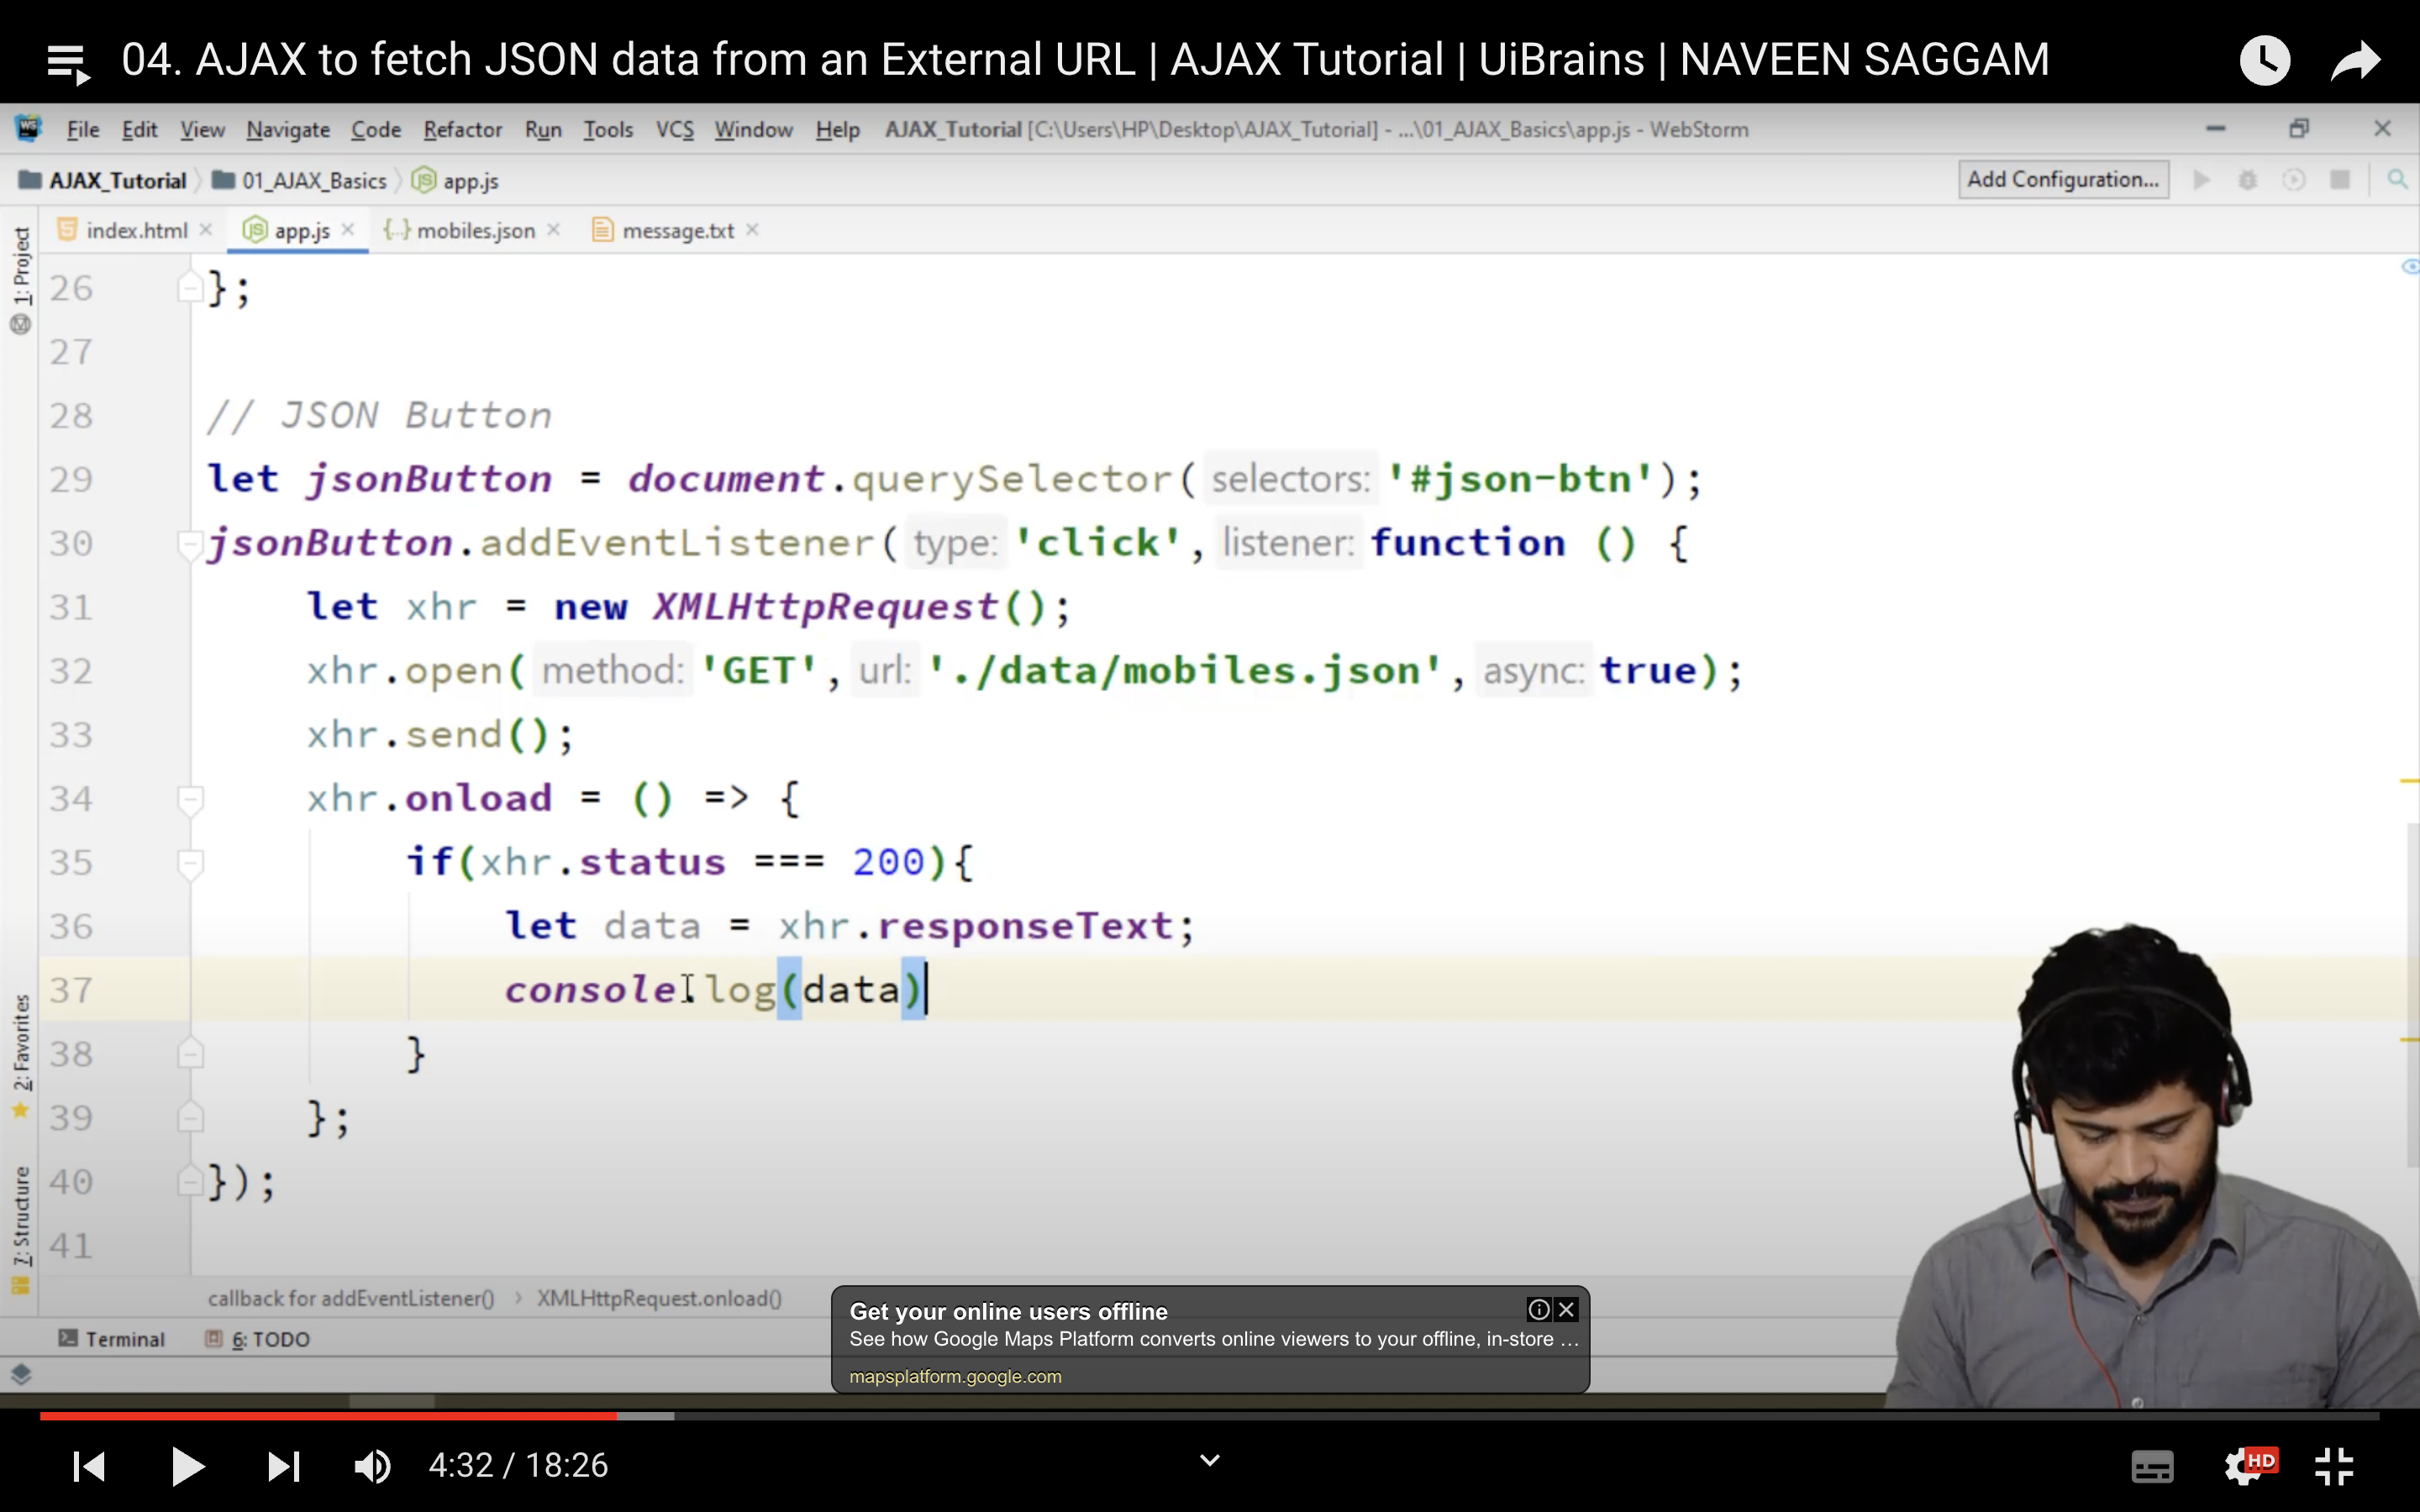 04. AJAX to fetch JSON data from an External URL | AJAX Tutorial | UiBrains | NAVEEN SAGGAM
WS File Edit View Navigate Code Refactor Run Tools VCS Window Help AJAX_Tutorial [C:\Users\HP\Desktop\AJAX_Tutorial] - ...\01_AJAX_Basics\app.js - WebStorm
AJAX_Tutorial 01_AJAX_Basics JS app.js Add Configuration...
index.html JS app.js mobiles.json message.txt
1: Project
2: Favorites
7: Structure
26 };
27
28 // JSON Button
29 let jsonButton = document.querySelector( selectors: '#json-btn');
30 jsonButton.addEventListener( type: 'click', listener: function () {
31 let xhr = new XMLHttpRequest();
32 xhr.open( method: 'GET', url: './data/mobiles.json', async: true);
33 xhr.send();
34 xhr.onload = () => {
35 if(xhr.status === 200){
36 let data = xhr.responseText;
37 console.log(data)
38 }
39 };
40 });
41
callback for addEventListener() › XMLHttpRequest.onload()
Terminal 6: TODO
Get your online users offline
See how Google Maps Platform converts online viewers to your offline, in-store ...
mapsplatform.google.com
4:32 / 18:26
HD